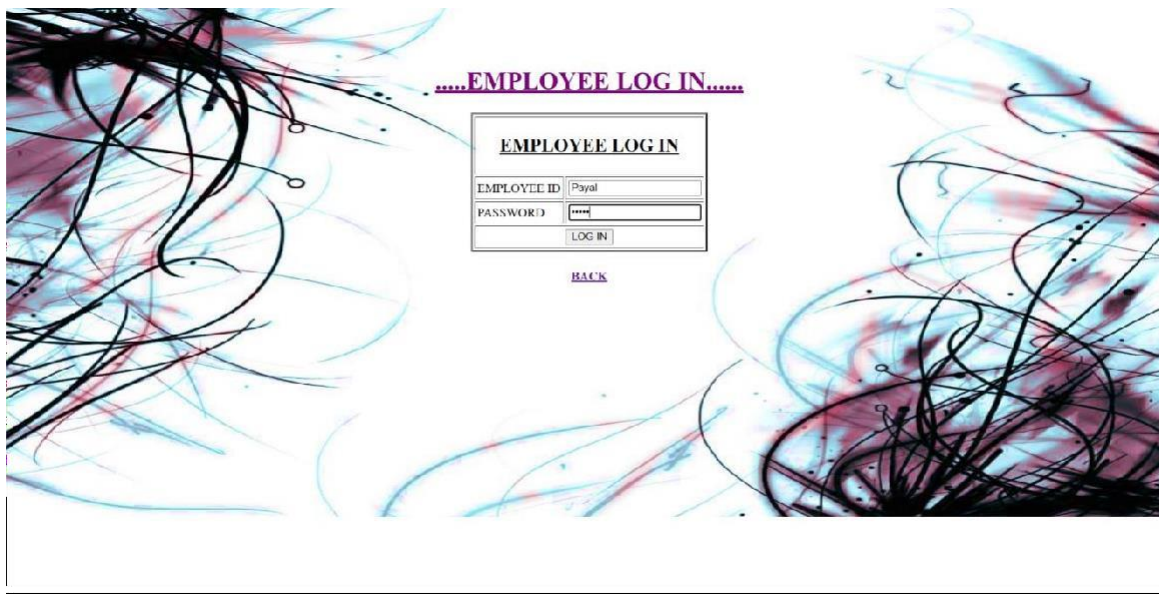 .....EMPLOYEE LOG IN......
EMPLOYEE LOG IN
EMPLOYEE ID Payal
PASSWORD •••••
LOG IN
BACK